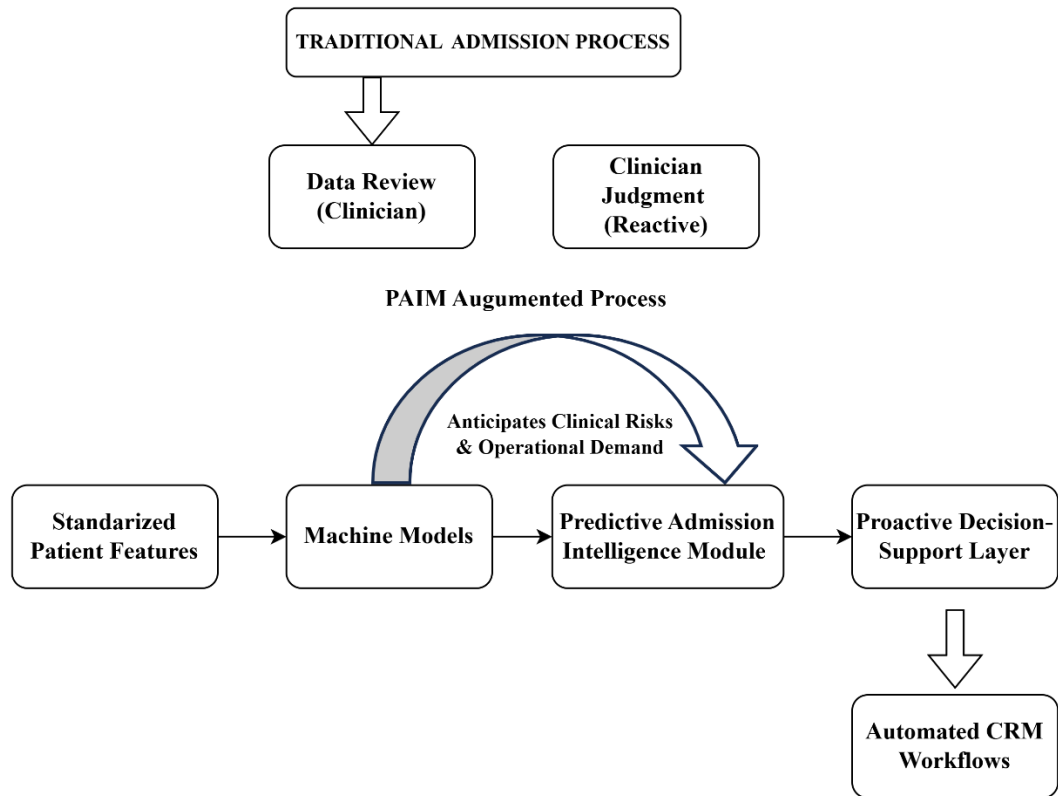 TRADITIONAL ADMISSION PROCESS
Data Review
(Clinician)
Clinician
Judgment
(Reactive)
PAIM Augumented Process
Anticipates Clinical Risks
& Operational Demand
Standarized
Patient Features
Machine Models
Predictive Admission
Intelligence Module
Proactive Decision-
Support Layer
Automated CRM
Workflows